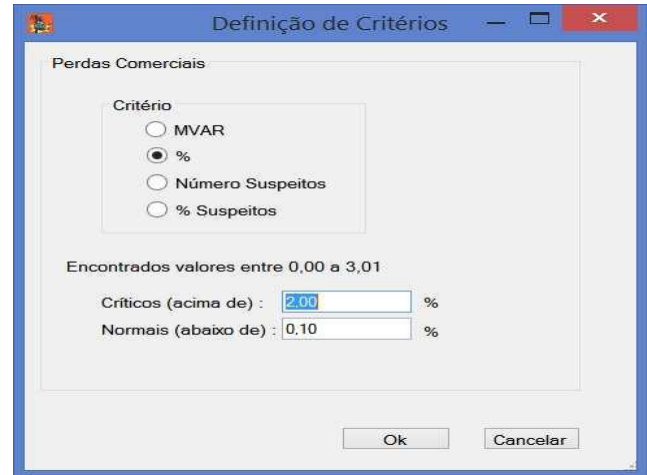 Definição de Critérios
Perdas Comerciais
Critério
MVAR
%
Número Suspeitos
% Suspeitos
Encontrados valores entre 0,00 a 3,01
Críticos (acima de) : 2,00 %
Normais (abaixo de) : 0,10 %
Ok Cancelar